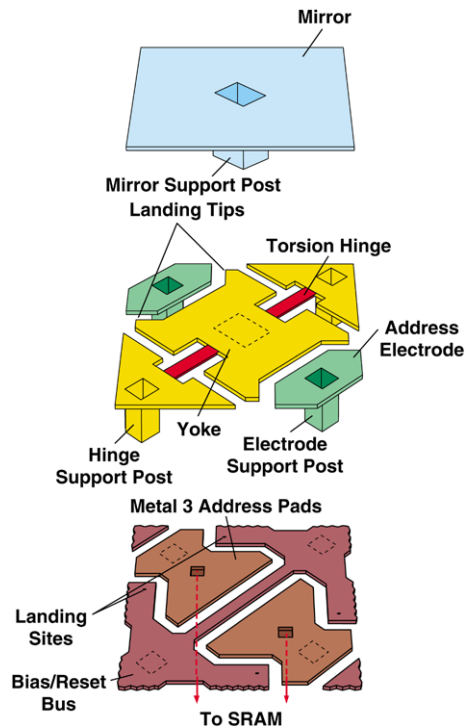 Mirror
Mirror Support Post
Landing Tips
Torsion Hinge
Address
Electrode
Yoke
Hinge
Support Post
Electrode
Support Post
Metal 3 Address Pads
Landing
Sites
Bias/Reset
Bus
To SRAM